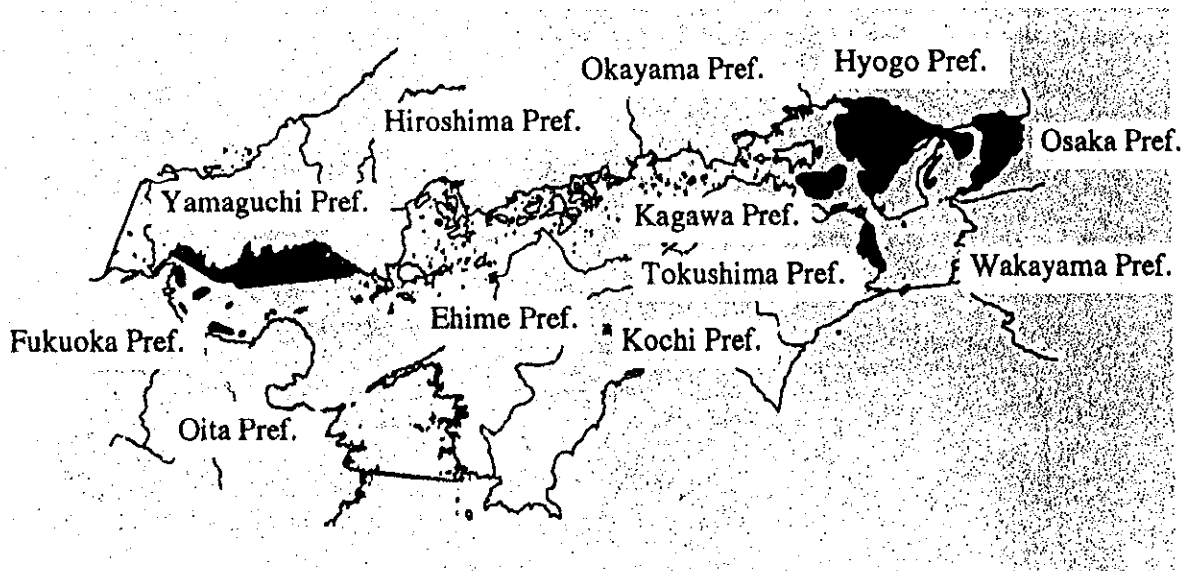 Okayama Pref.
Hyogo Pref.
Hiroshima Pref.
Osaka Pref.
Yamaguchi Pref.
Kagawa Pref.
Tokushima Pref.
Wakayama Pref.
Ehime Pref.
Fukuoka Pref.
Kochi Pref.
Oita Pref.